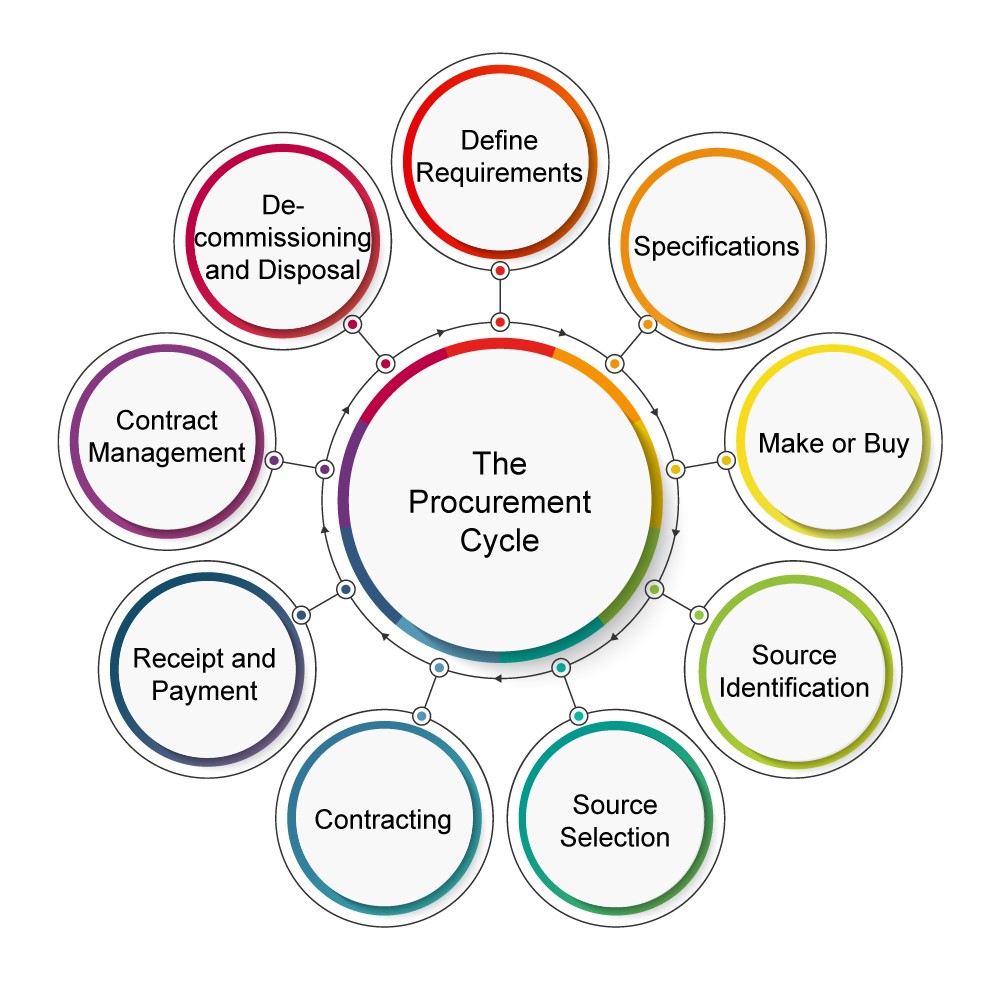 Define
Requirements
Specifications
Make or Buy
Source
Identification
Source
Selection
Contracting
Receipt and
Payment
Contract
Management
De-
commissioning
and Disposal
The
Procurement
Cycle